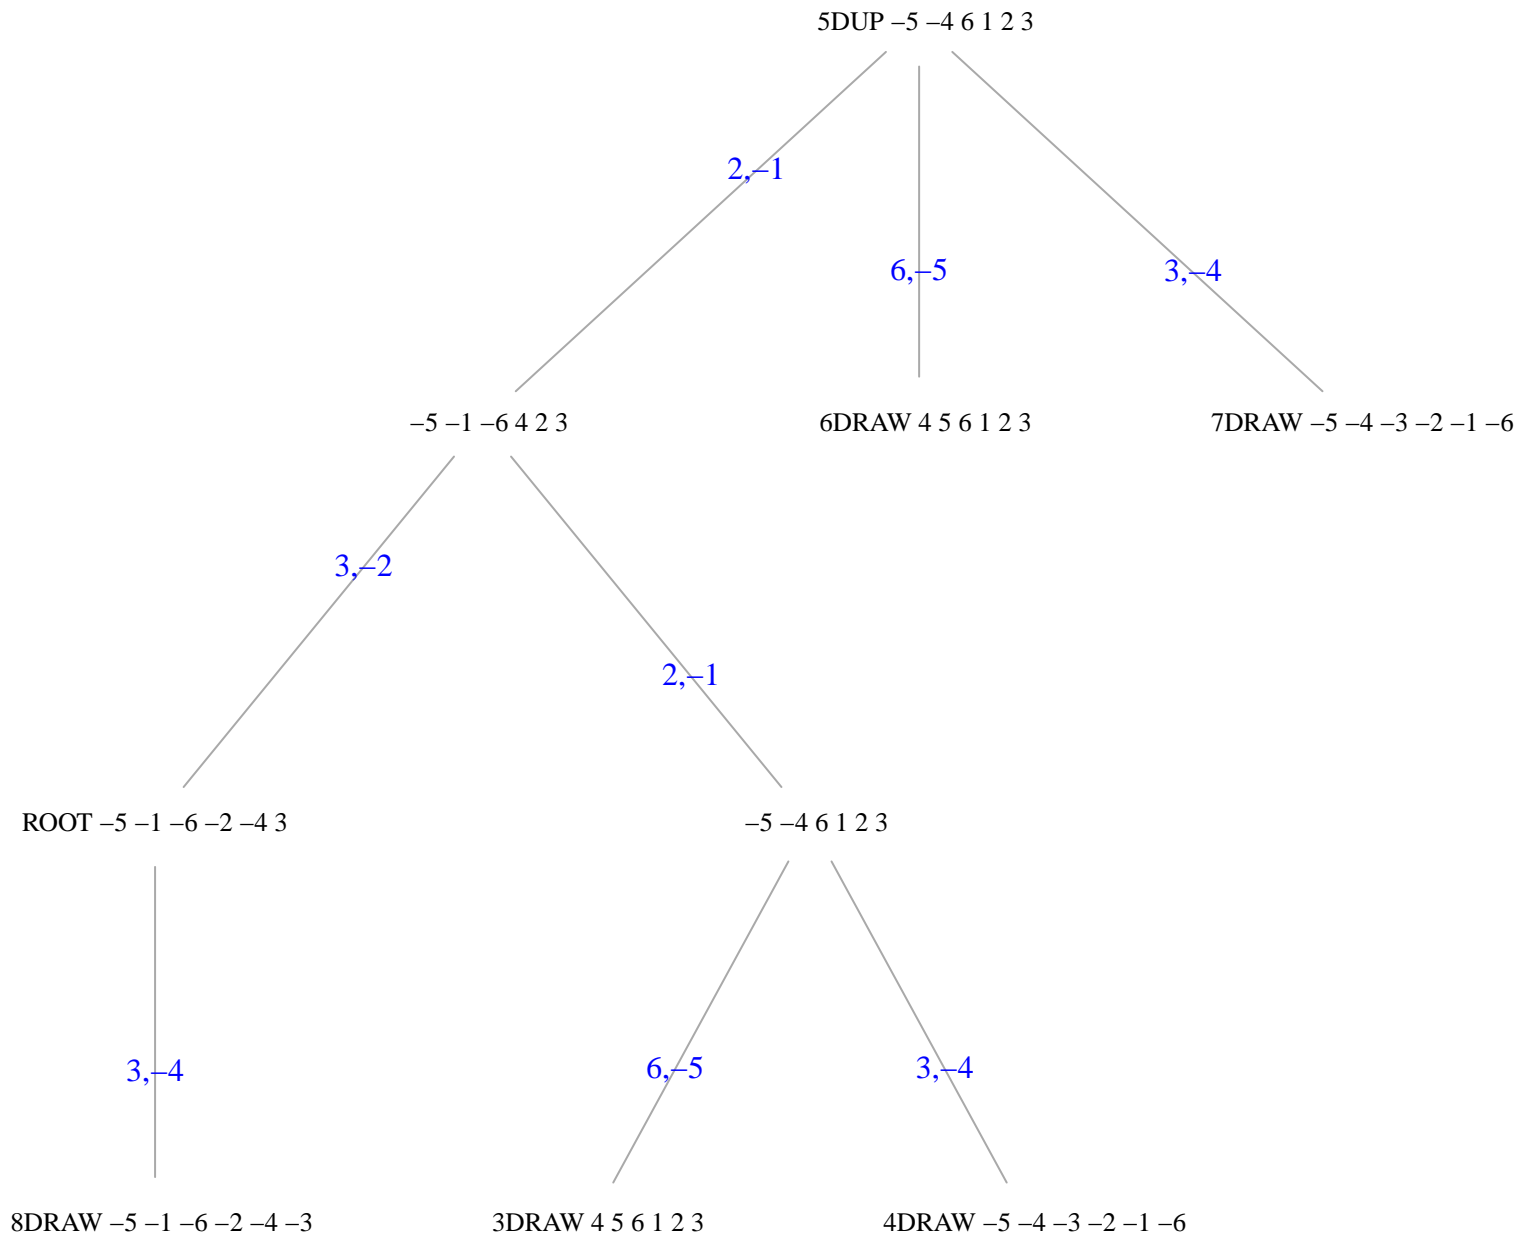 5DUP –5 –4 6 1 2 3
2,–1
6,–5
3,–4
–5 –1 –6 4 2 3
6DRAW 4 5 6 1 2 3
7DRAW –5 –4 –3 –2 –1 –6
3,–2
2,–1
ROOT –5 –1 –6 –2 –4 3
–5 –4 6 1 2 3
3,–4
6,–5
3,–4
8DRAW –5 –1 –6 –2 –4 –3
3DRAW 4 5 6 1 2 3
4DRAW –5 –4 –3 –2 –1 –6